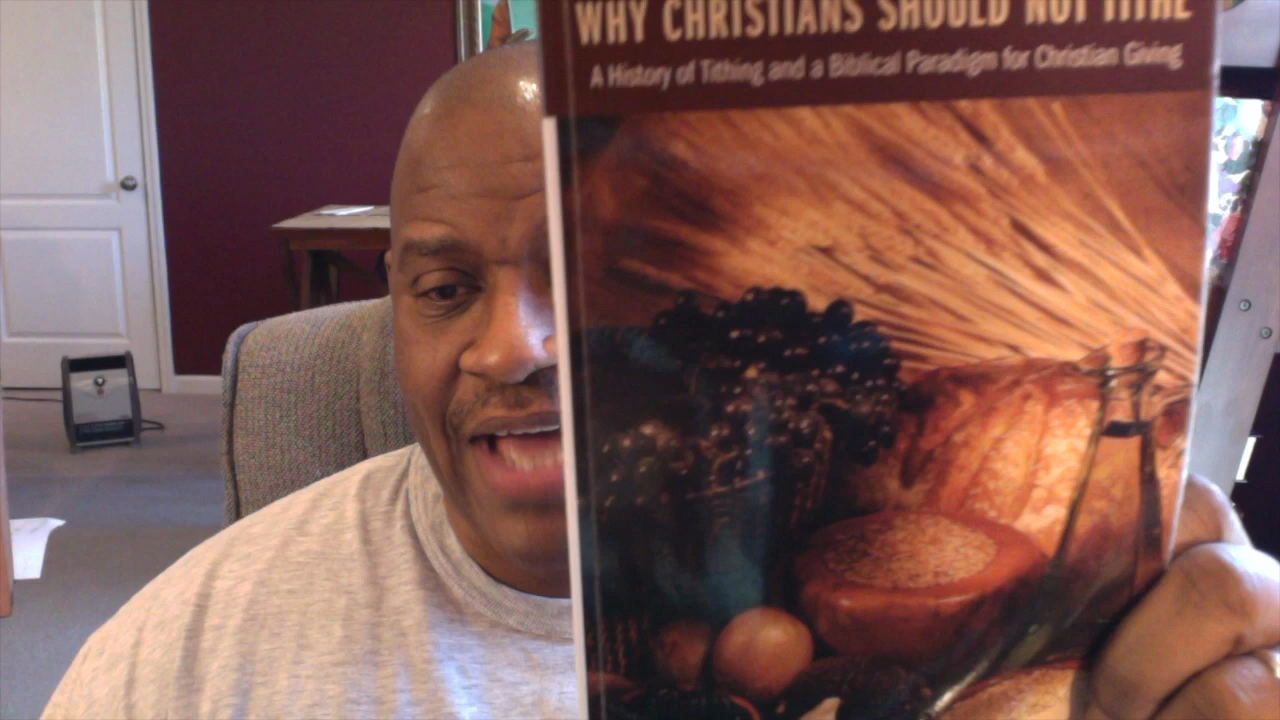 WHY CHRISTIANS SHOULD NOT TITHE
A History of Tithing and a Biblical Paradigm for Christian Giving